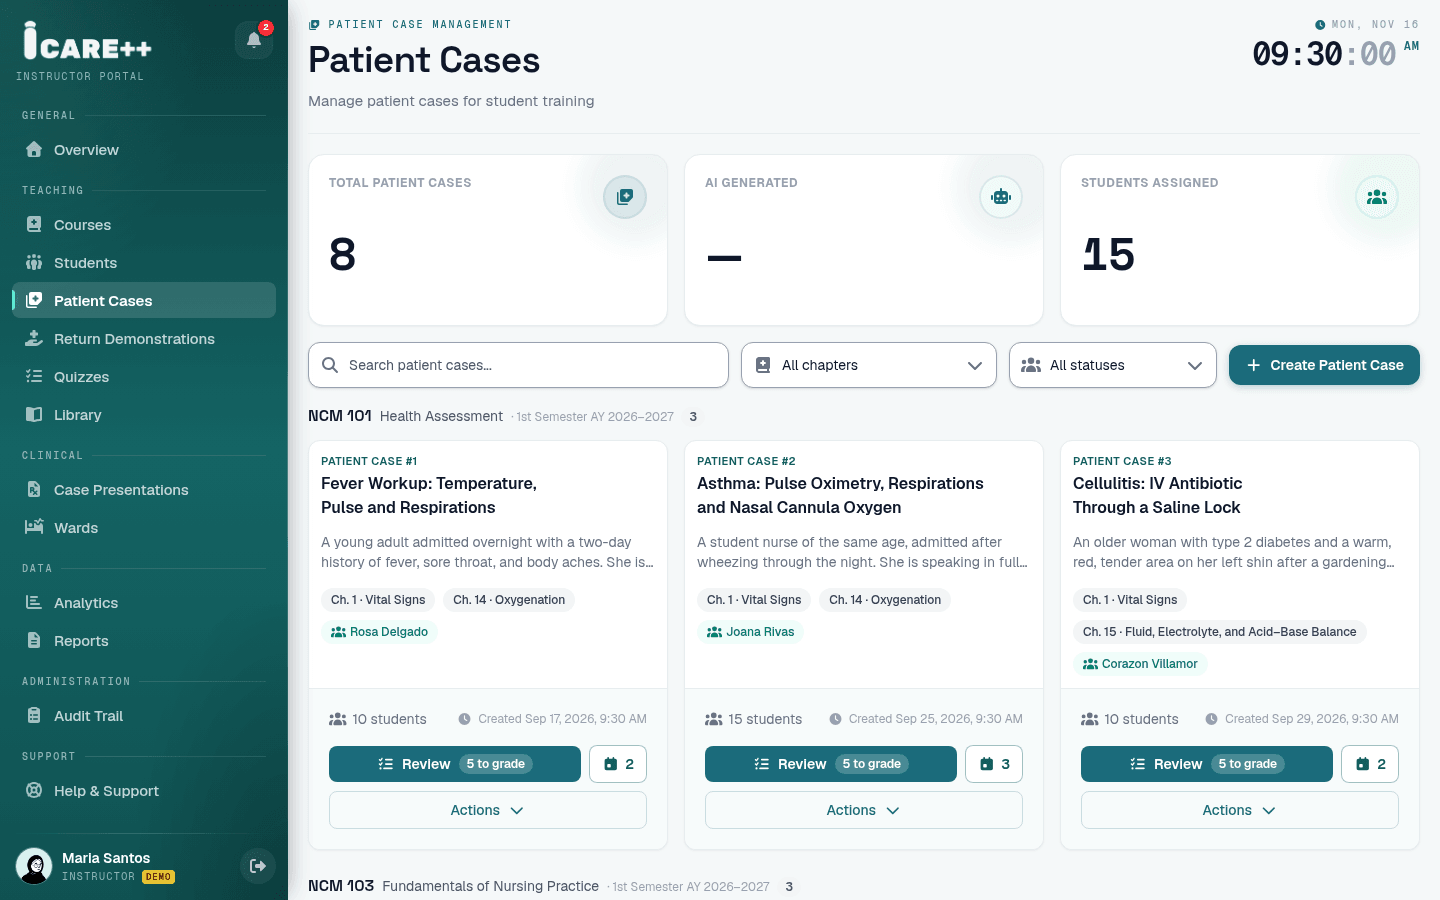 iCARE++
2
INSTRUCTOR PORTAL
GENERAL
Overview
TEACHING
Courses
Students
Patient Cases
Return Demonstrations
Quizzes
Library
CLINICAL
Case Presentations
Wards
DATA
Analytics
Reports
ADMINISTRATION
Audit Trail
SUPPORT
Help & Support
Maria Santos
INSTRUCTOR DEMO
PATIENT CASE MANAGEMENT
Patient Cases
Manage patient cases for student training
MON, NOV 16
09:30:00 AM
TOTAL PATIENT CASES
8
AI GENERATED
—
STUDENTS ASSIGNED
15
Search patient cases...
All chapters
All statuses
Create Patient Case
NCM 101 Health Assessment · 1st Semester AY 2026–2027 3
PATIENT CASE #1
Fever Workup: Temperature,
Pulse and Respirations
A young adult admitted overnight with a two-day
history of fever, sore throat, and body aches. She is...
Ch. 1 · Vital Signs
Ch. 14 · Oxygenation
Rosa Delgado
10 students
Created Sep 17, 2026, 9:30 AM
Review 5 to grade
2
Actions
PATIENT CASE #2
Asthma: Pulse Oximetry, Respirations
and Nasal Cannula Oxygen
A student nurse of the same age, admitted after
wheezing through the night. She is speaking in full...
Ch. 1 · Vital Signs
Ch. 14 · Oxygenation
Joana Rivas
15 students
Created Sep 25, 2026, 9:30 AM
Review 5 to grade
3
Actions
PATIENT CASE #3
Cellulitis: IV Antibiotic
Through a Saline Lock
An older woman with type 2 diabetes and a warm,
red, tender area on her left shin after a gardening...
Ch. 1 · Vital Signs
Ch. 15 · Fluid, Electrolyte, and Acid–Base Balance
Corazon Villamor
10 students
Created Sep 29, 2026, 9:30 AM
Review 5 to grade
2
Actions
NCM 103 Fundamentals of Nursing Practice · 1st Semester AY 2026–2027 3